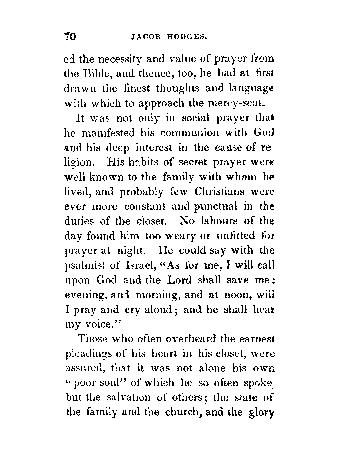 70 JACOB HODGES.
ed the necessity and value of prayer from
the Bible, and thence, too, he had at first
drawn the finest thoughts and language
with which to approach the mercy-seat.
It was not only in social prayer that
he manifested his communion with God
and his deep interest in the cause of re-
ligion. His habits of secret prayer were
well known to the family with whom he
lived, and probably few Christians were
ever more constant and punctual in the
duties of the closet. No labours of the
day found him too weary or unfitted for
prayer at night. He could say with the
psalmist of Israel, "As for me, I will call
upon God and the Lord shall save me:
evening, and morning, and at noon, will
I pray and cry aloud; and he shall hear
my voice."
Those who often overheard the earnest
pleadings of his heart in his closet, were
assured, that it was not alone his own
"poor soul" of which he so often spoke,
but the salvation of others; the state of
the family and the church, and the glory